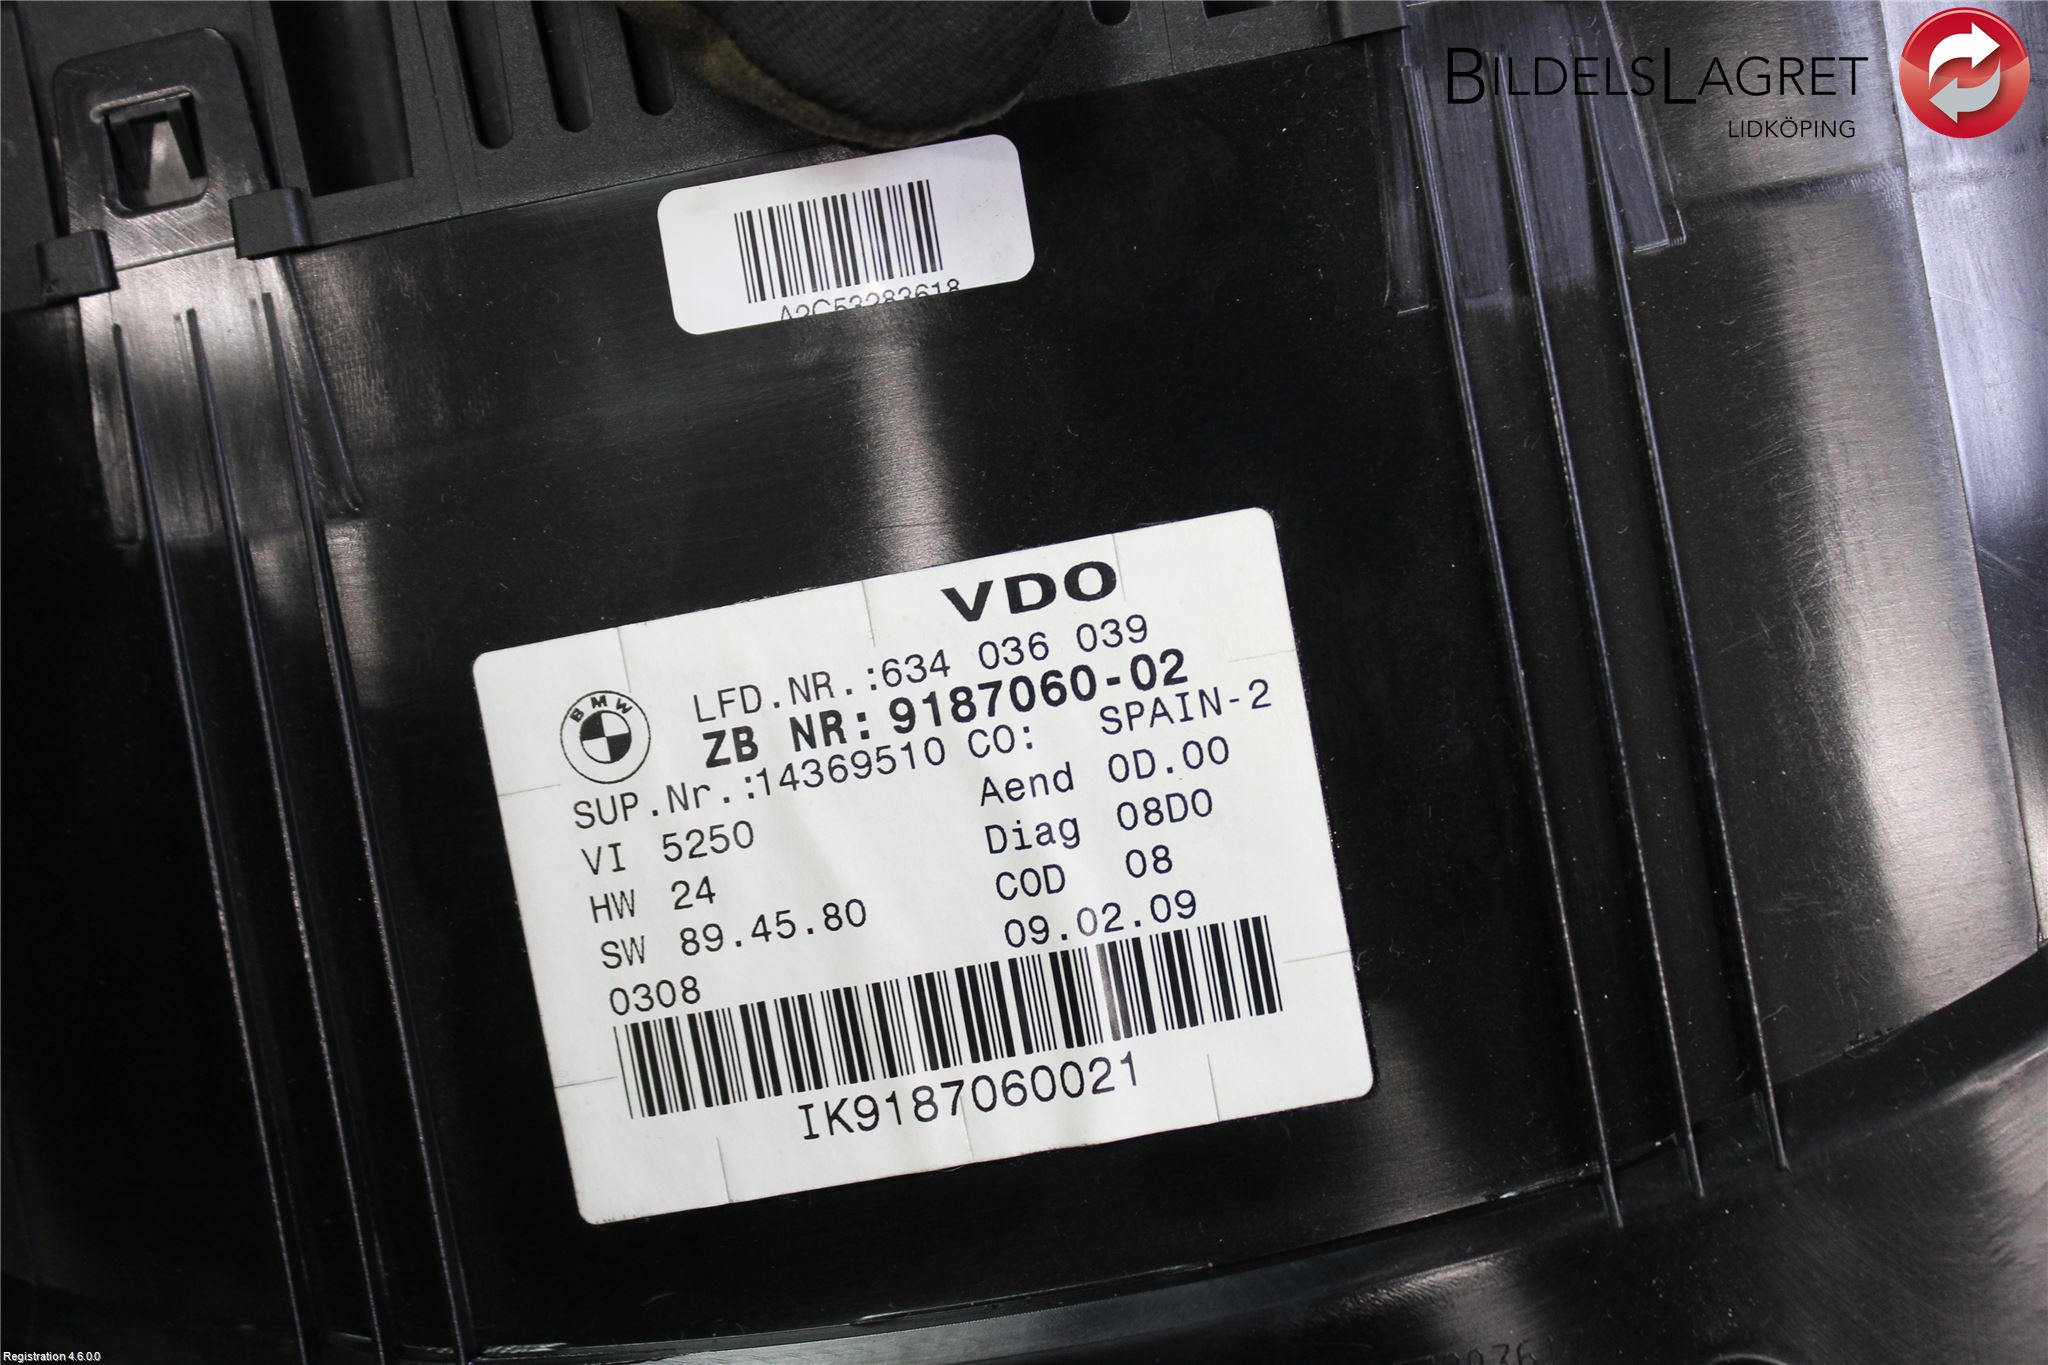 BILDELSLAGRET
LIDKÖPING
A2C53283618
VDO
LFD.NR.:634 036 039
BMW
ZB NR: 9187060-02
SUP.Nr.:14369510 CO: SPAIN-2
VI 5250 Aend 0D.00
HW 24 Diag 08D0
SW 89.45.80 COD 08
0308 09.02.09
IK9187060021
Registration 4.6.0.0